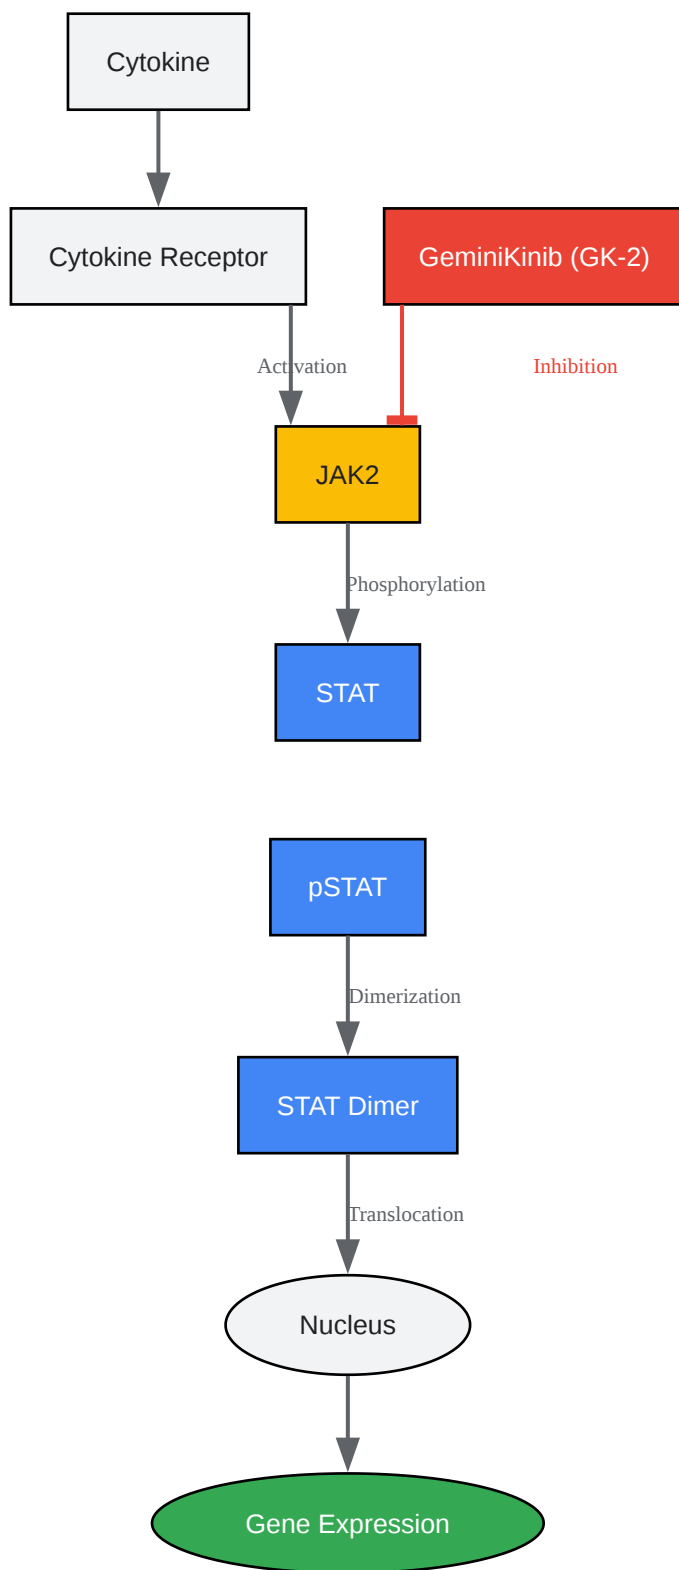 Cytokine
Cytokine Receptor
GeminiKinib (GK-2)
Activation
Inhibition
JAK2
Phosphorylation
STAT
pSTAT
Dimerization
STAT Dimer
Translocation
Nucleus
Gene Expression